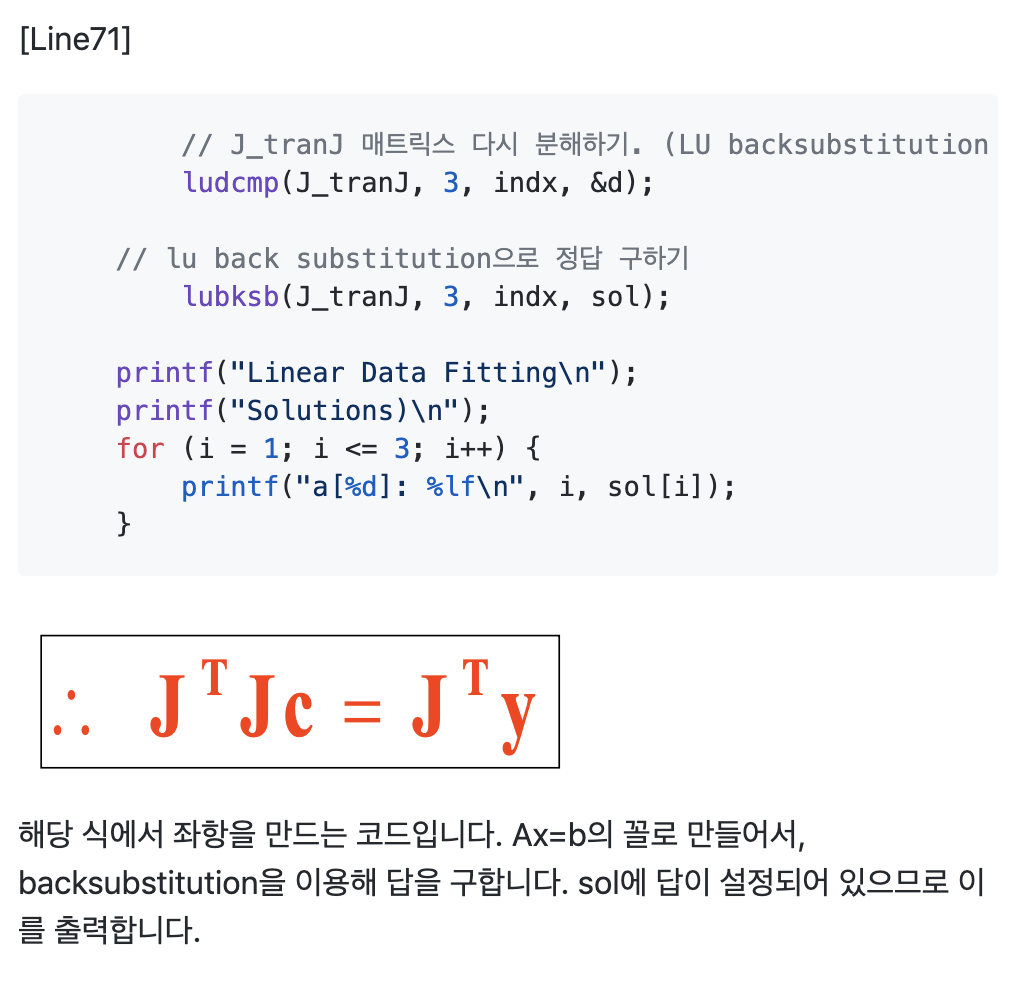 [Line71]
// J_tranJ 매트릭스 다시 분해하기. (LU backsubstitution
ludcmp(J_tranJ, 3, indx, &d);
// lu back substitution으로 정답 구하기
lubksb(J_tranJ, 3, indx, sol);
printf("Linear Data Fitting\n");
printf("Solutions)\n");
for (i = 1; i <= 3; i++) {
printf("a[%d]: %lf\n", i, sol[i]);
}
∴ J^T Jc = J^T y
해당 식에서 좌항을 만드는 코드입니다. Ax=b의 꼴로 만들어서,
backsubstitution을 이용해 답을 구합니다. sol에 답이 설정되어 있으므로 이
를 출력합니다.